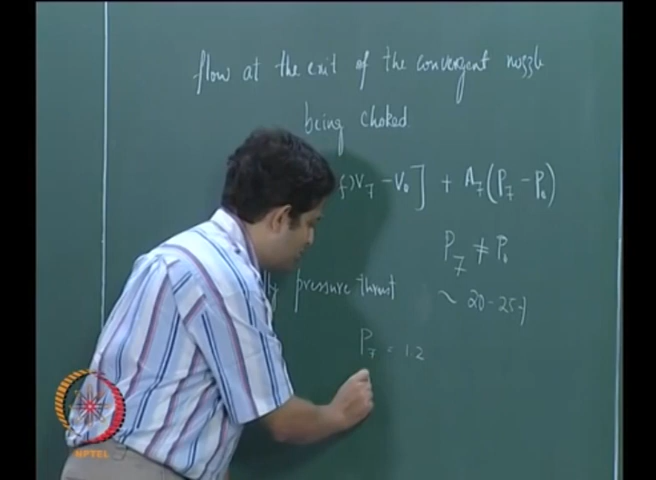 flow at the exit of the convergent nozzle
being choked
f)V₇ - V₀] + A₇(P₇ - P₀)
P₇ ≠ P₀
pressure thrust
~ 20-25%
P₇ = 1.2
NPTEL